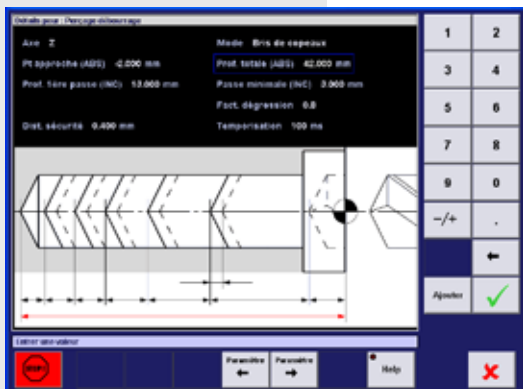 Détails pour : Perçage débourrage
Axe Z
Mode Bris de copeaux
Pt approche (ABS) -2.000 mm
Prof. totale (ABS) 42.000 mm
Prof. 1ère passe (INC) 13.000 mm
Passe minimale (INC) 3.000 mm
Fact. dégression 0.8
Dist. sécurité 0.400 mm
Temporisation 100 ms
1 2
3 4
5 6
7 8
9 0
-/+ .
Ajouter
Entrer une valeur
STOP
Paramètre
Paramètre
Help